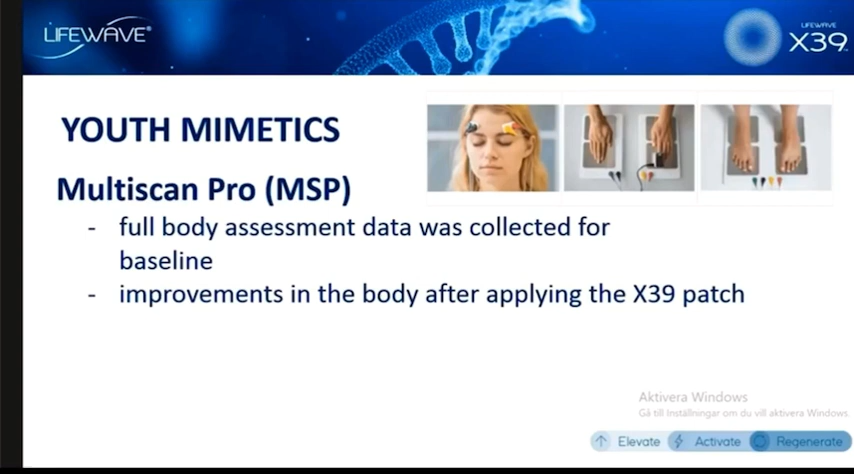 LIFEWAVE®
LIFEWAVE
X39
YOUTH MIMETICS
Multiscan Pro (MSP)
- full body assessment data was collected for
baseline
- improvements in the body after applying the X39 patch
Aktivera Windows
Gå till Inställningar om du vill aktivera Windows.
Elevate
Activate
Regenerate